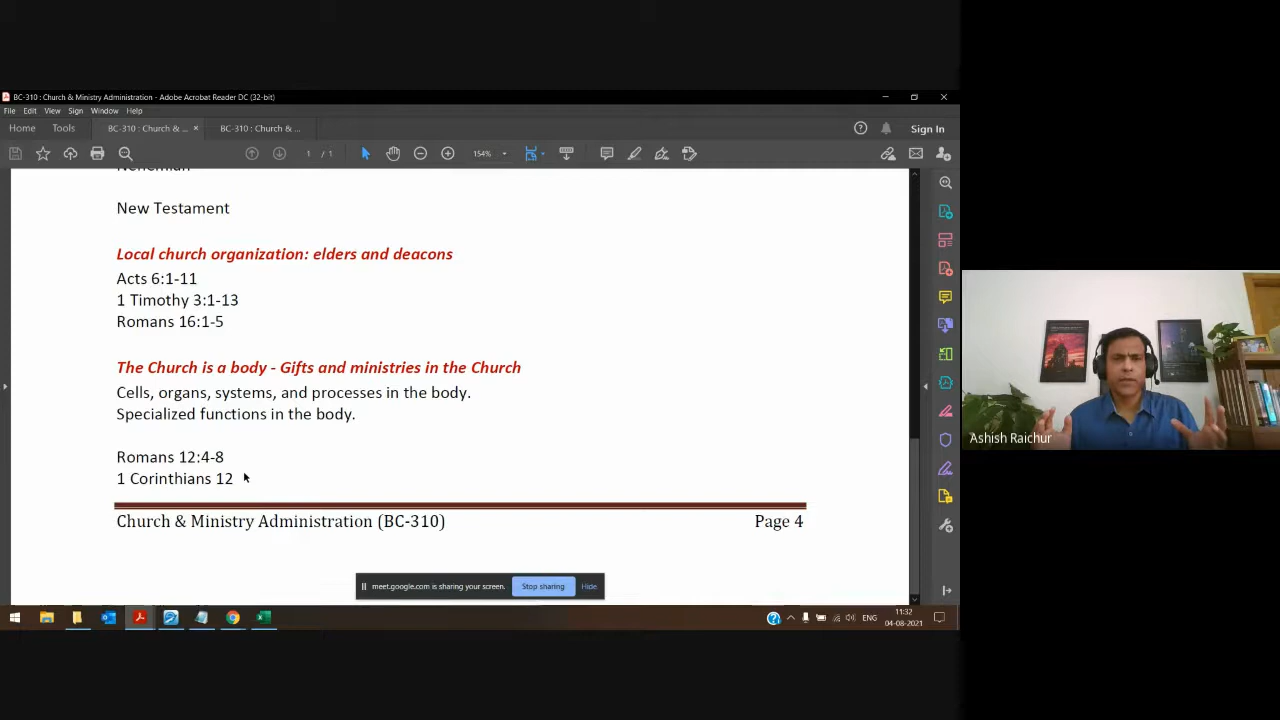 BC-310 : Church & Ministry Administration - Adobe Acrobat Reader DC (32-bit)
File Edit View Sign Window Help
Home Tools BC-310 : Church & ... × BC-310 : Church & ... Sign In
1 / 1 154%
Nehemiah
New Testament
Local church organization: elders and deacons
Acts 6:1-11
1 Timothy 3:1-13
Romans 16:1-5
The Church is a body - Gifts and ministries in the Church
Cells, organs, systems, and processes in the body.
Specialized functions in the body.
Romans 12:4-8
1 Corinthians 12
Church & Ministry Administration (BC-310) Page 4
meet.google.com is sharing your screen. Stop sharing Hide
ENG 11:32
04-08-2021
Ashish Raichur